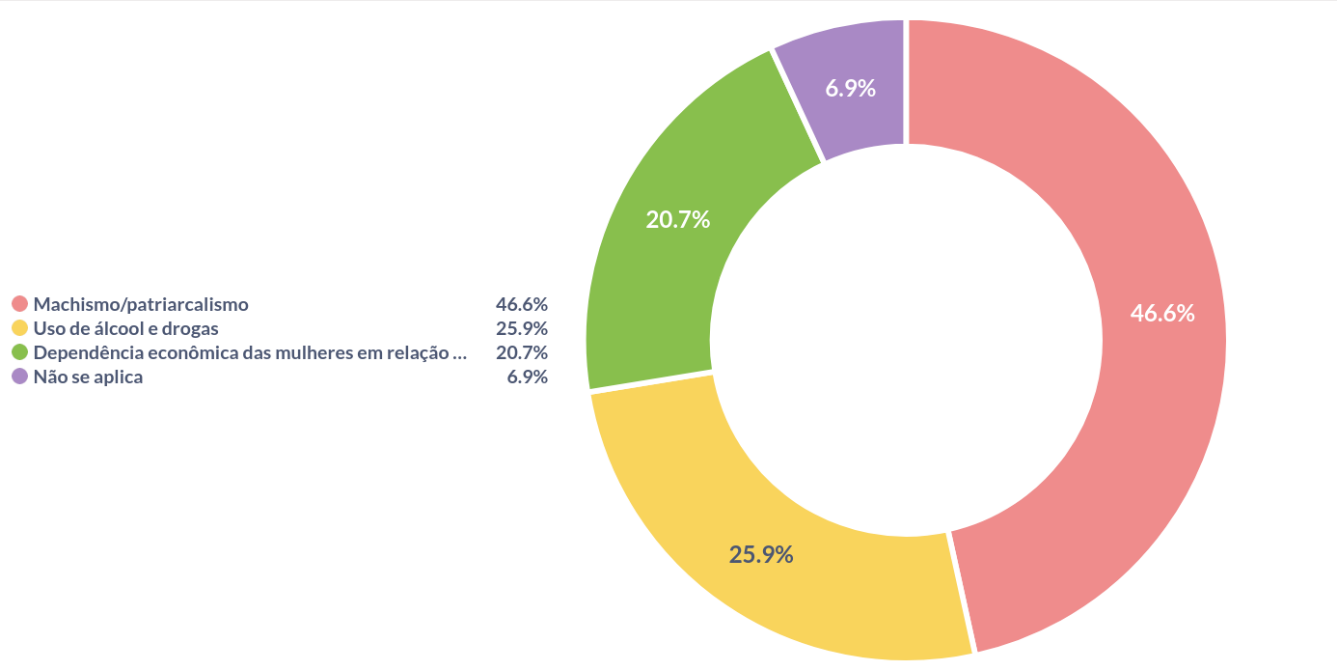 6.9%
20.7%
46.6%
Machismo/patriarcalismo 46.6%
Uso de álcool e drogas 25.9%
Dependência econômica das mulheres em relação ... 20.7%
Não se aplica 6.9%
25.9%